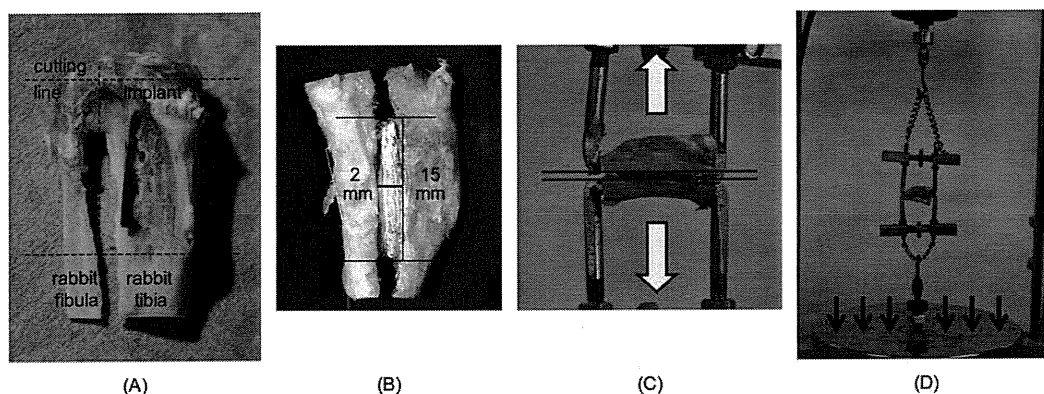 cutting
line
implant
rabbit
fibula
rabbit
tibia
2
mm
15
mm
(A)
(B)
(C)
(D)